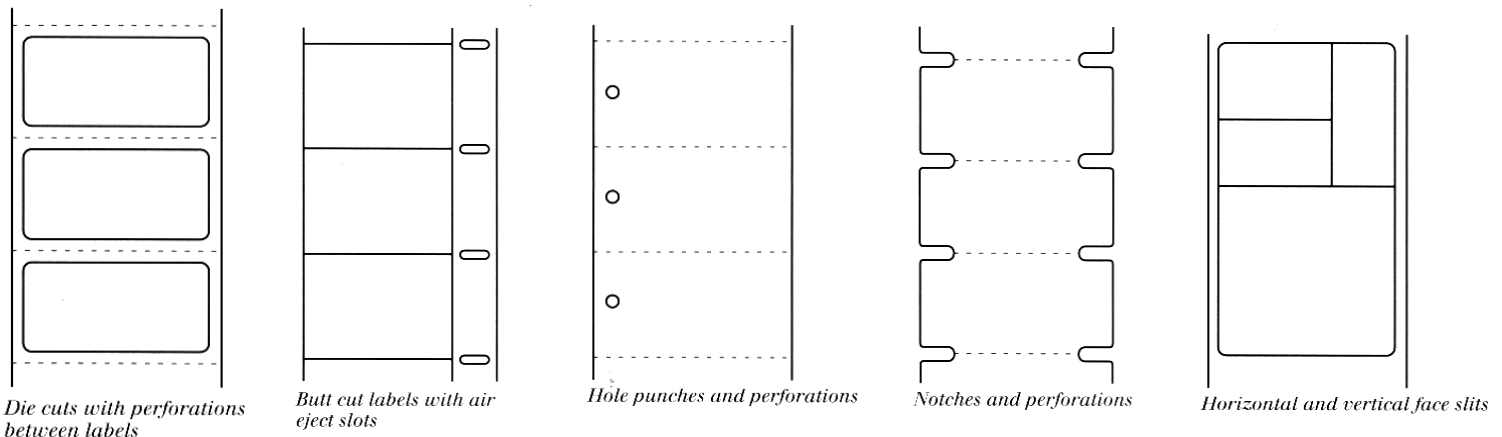 Die cuts with perforations
between labels
Butt cut labels with air
eject slots
Hole punches and perforations
Notches and perforations
Horizontal and vertical face slits